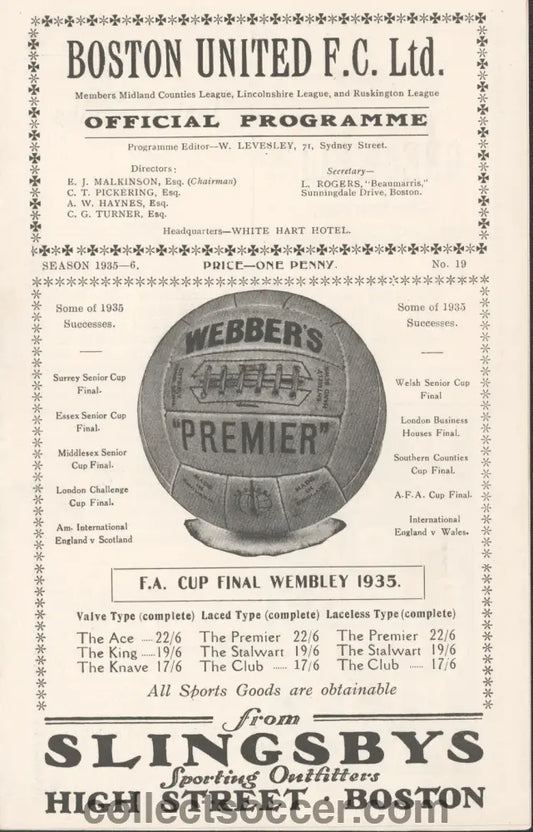 BOSTON UNITED F.C. Ltd.
Members Midland Counties League, Lincolnshire League, and Ruskington League
OFFICIAL PROGRAMME
Programme Editor—W. LEVESLEY, 71, Sydney Street.
Directors:
E. J. MALKINSON, Esq. (Chairman)
C. T. PICKERING, Esq.
A. W. HAYNES, Esq.
C. G. TURNER, Esq.
Secretary—
L. ROGERS, "Beaumarris,"
Sunningdale Drive, Boston.
Headquarters—WHITE HART HOTEL.
SEASON 1935—6. PRICE—ONE PENNY. No. 19
Some of 1935
Successes.
Surrey Senior Cup
Final.
Essex Senior Cup
Final.
Middlesex Senior
Cup Final.
London Challenge
Cup Final.
Am. International
England v Scotland
WEBBER'S
"PREMIER"
MADE
IN
Some of 1935
Successes.
Welsh Senior Cup
Final
London Business
Houses Final.
Southern Counties
Cup Final.
A.F.A. Cup Final.
International
England v Wales.
F.A. CUP FINAL WEMBLEY 1935.
Valve Type (complete) Laced Type (complete) Laceless Type (complete)
The Ace ..... 22/6 The Premier 22/6 The Premier 22/6
The King ..... 19/6 The Stalwart 19/6 The Stalwart 19/6
The Knave 17/6 The Club ..... 17/6 The Club ..... 17/6
All Sports Goods are obtainable
from
SLINGSBYS
Sporting Outfitters
HIGH STREET · BOSTON
collectsoccer.com